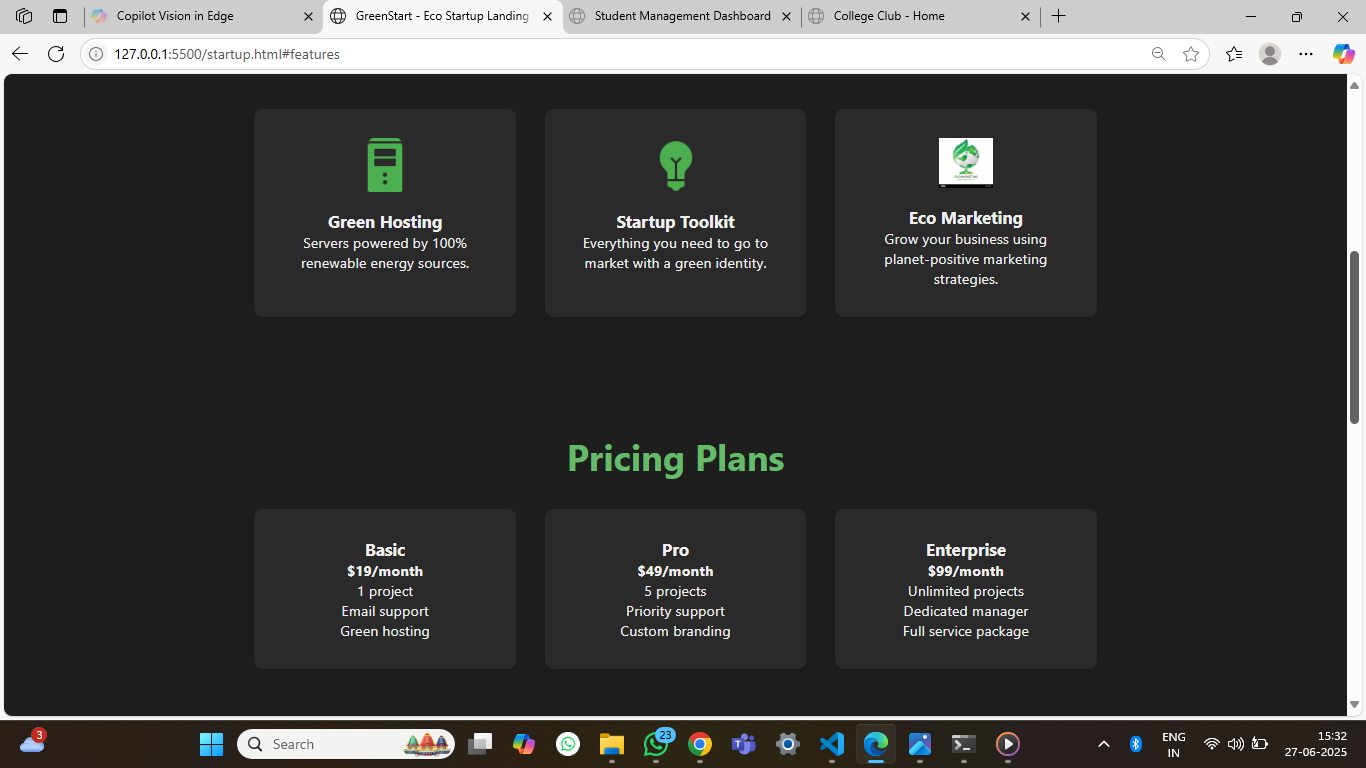 Copilot Vision in Edge
GreenStart - Eco Startup Landing
Student Management Dashboard
College Club - Home
127.0.0.1:5500/startup.html#features
Green Hosting
Servers powered by 100%
renewable energy sources.
Startup Toolkit
Everything you need to go to
market with a green identity.
Eco Marketing
Grow your business using
planet-positive marketing
strategies.
Pricing Plans
Basic
$19/month
1 project
Email support
Green hosting
Pro
$49/month
5 projects
Priority support
Custom branding
Enterprise
$99/month
Unlimited projects
Dedicated manager
Full service package
3
Search
23
ENG
IN
15:32
27-06-2025